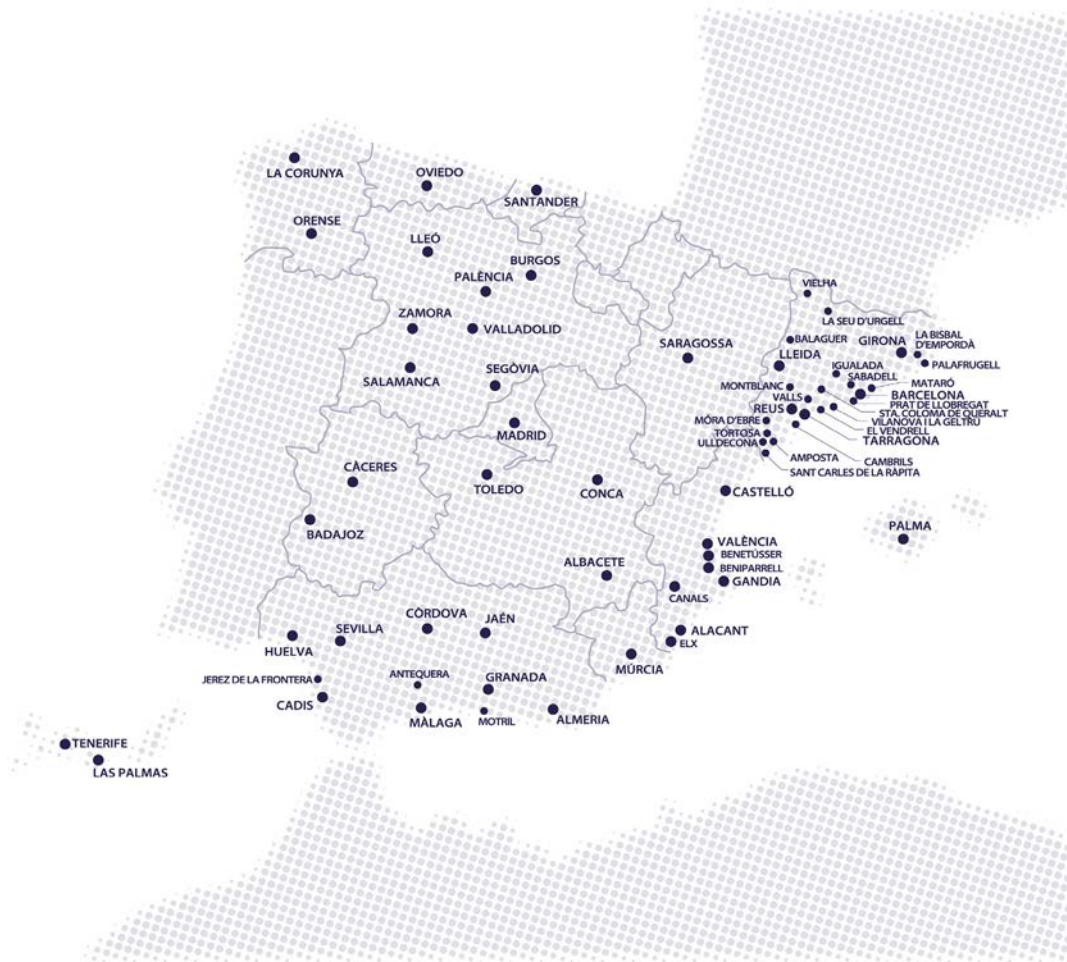 LA CORUNYA
OVIEDO
SANTANDER
ORENSE
LLEÓ
BURGOS
PALÈNCIA
VIELHA
ZAMORA
VALLADOLID
LA SEU D'URGELL
SARAGOSSA
BALAGUER
GIRONA
LA BISBAL
D'EMPORDÀ
PALAFRUGELL
LLEIDA
IGUALADA
SABADELL
SALAMANCA
SEGÒVIA
MONTBLANC
MATARÓ
VALLS
BARCELONA
PRAT DE LLOBREGAT
REUS
STA. COLOMA DE QUERALT
MÓRA D'EBRE
VILANOVA I LA GELTRÚ
MADRID
TORTOSA
EL VENDRELL
ULLDECONA
TARRAGONA
AMPOSTA
CAMBRILS
SANT CARLES DE LA RÀPITA
CÀCERES
TOLEDO
CONCA
CASTELLÓ
BADAJOZ
PALMA
VALÈNCIA
BENETÚSSER
ALBACETE
BENIPARRELL
GANDIA
CANALS
CÒRDOVA
JAÉN
SEVILLA
ALACANT
HUELVA
ELX
MÚRCIA
JEREZ DE LA FRONTERA
ANTEQUERA
GRANADA
CADIS
MÀLAGA
MOTRIL
ALMERIA
TENERIFE
LAS PALMAS